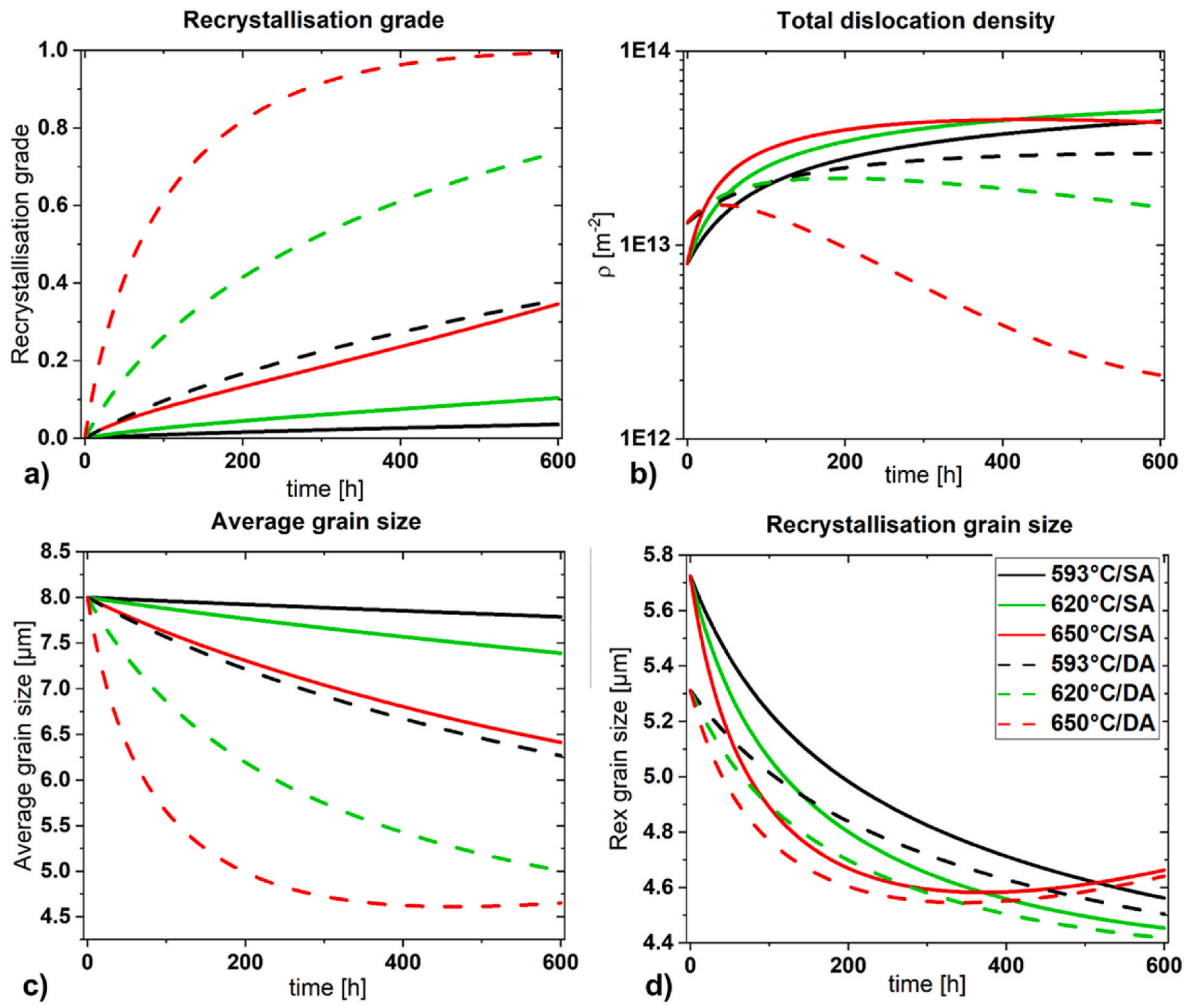 Recrystallisation grade
1.0
0.8
0.6
0.4
0.2
0.0
Recrystallisation grade
0
200
400
600
time [h]
a)
Total dislocation density
1E14
1E13
1E12
ρ [m⁻²]
0
200
400
600
time [h]
b)
Average grain size
8.5
8.0
7.5
7.0
6.5
6.0
5.5
5.0
4.5
Average grain size [µm]
0
200
400
600
time [h]
c)
Recrystallisation grain size
5.8
5.6
5.4
5.2
5.0
4.8
4.6
4.4
Rex grain size [µm]
593°C/SA
620°C/SA
650°C/SA
593°C/DA
620°C/DA
650°C/DA
0
200
400
600
time [h]
d)